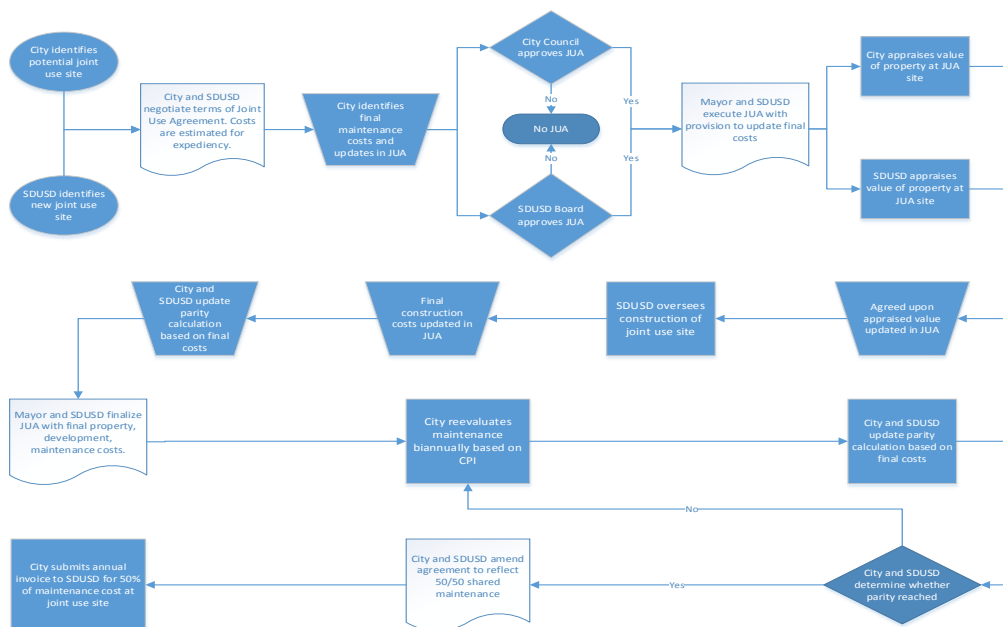 City identifies
potential joint
use site
SDUSD identifies
new joint use
site
City and SDUSD
negotiate terms of Joint
Use Agreement. Costs
are estimated for
expediency.
City identifies
final
maintenance
costs and
updates in JUA
City Council
approves JUA
No
Yes
No JUA
No
Yes
SDUSD Board
approves JUA
Mayor and SDUSD
execute JUA with
provision to update final
costs
City appraises value
of property at JUA
site
SDUSD appraises
value of property at
JUA site
Agreed upon
appraised value
updated in JUA
SDUSD oversees
construction of
joint use site
Final
construction
costs updated in
JUA
City and
SDUSD update
parity
calculation
based on final
costs
Mayor and SDUSD finalize
JUA with final property,
development,
maintenance costs.
City reevaluates
maintenance
biannually based on
CPI
City and SDUSD
update parity
calculation based on
final costs
No
City and SDUSD
determine whether
parity reached
Yes
City and SDUSD amend
agreement to reflect
50/50 shared
maintenance
City submits annual
invoice to SDUSD for 50%
of maintenance cost at
joint use site